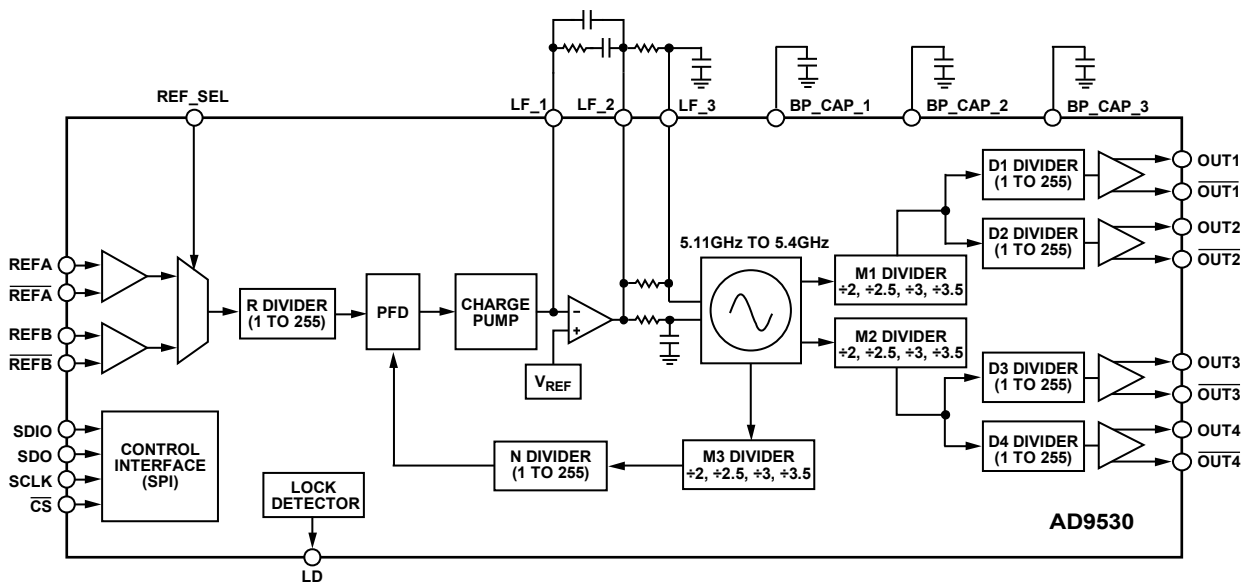 REF_SEL
LF_1
LF_2
LF_3
BP_CAP_1
BP_CAP_2
BP_CAP_3
REFA
REFA
REFB
REFB
R DIVIDER
(1 TO 255)
PFD
CHARGE
PUMP
−
+
VREF
5.11GHz TO 5.4GHz
M1 DIVIDER
÷2, ÷2.5, ÷3, ÷3.5
M2 DIVIDER
÷2, ÷2.5, ÷3, ÷3.5
D1 DIVIDER
(1 TO 255)
D2 DIVIDER
(1 TO 255)
D3 DIVIDER
(1 TO 255)
D4 DIVIDER
(1 TO 255)
OUT1
OUT1
OUT2
OUT2
OUT3
OUT3
OUT4
OUT4
SDIO
SDO
SCLK
CS
CONTROL
INTERFACE
(SPI)
LOCK
DETECTOR
LD
N DIVIDER
(1 TO 255)
M3 DIVIDER
÷2, ÷2.5, ÷3, ÷3.5
AD9530